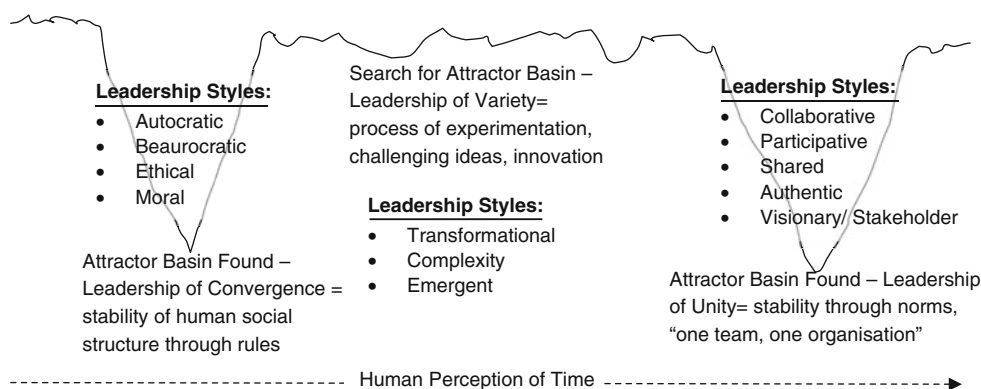 Leadership Styles:
• Autocratic
• Beaurocratic
• Ethical
• Moral
Attractor Basin Found –
Leadership of Convergence =
stability of human social
structure through rules
Search for Attractor Basin –
Leadership of Variety=
process of experimentation,
challenging ideas, innovation
Leadership Styles:
• Transformational
• Complexity
• Emergent
Leadership Styles:
• Collaborative
• Participative
• Shared
• Authentic
• Visionary/ Stakeholder
Attractor Basin Found – Leadership
of Unity= stability through norms,
“one team, one organisation”
Human Perception of Time